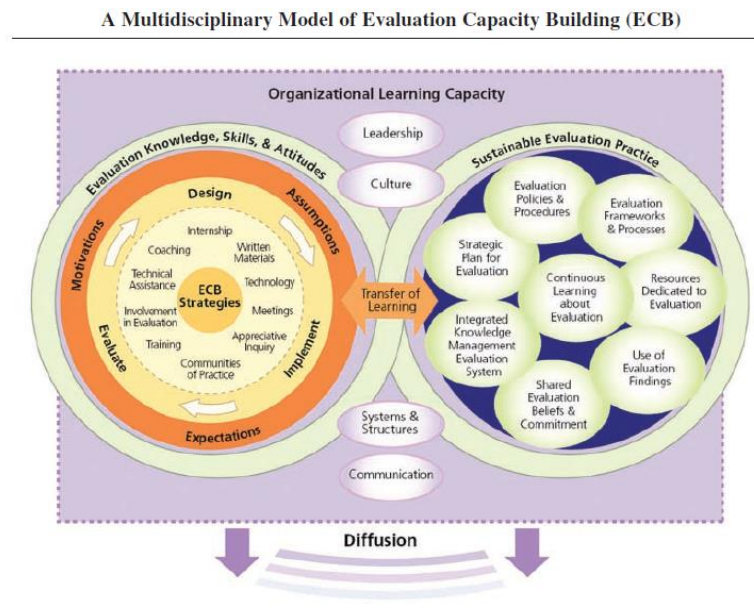 A Multidisciplinary Model of Evaluation Capacity Building (ECB)
Organizational Learning Capacity
Leadership
Culture
Evaluation Knowledge, Skills, & Attitudes
Motivations
Assumptions
Expectations
Design
Implement
Evaluate
Internship
Written
Materials
Technology
Meetings
Appreciative
Inquiry
Communities
of Practice
Training
Involvement
in Evaluation
Technical
Assistance
Coaching
ECB
Strategies
Transfer of
Learning
Sustainable Evaluation Practice
Evaluation
Policies &
Procedures
Evaluation
Frameworks
& Processes
Strategic
Plan for
Evaluation
Continuous
Learning
about
Evaluation
Resources
Dedicated to
Evaluation
Integrated
Knowledge
Management
Evaluation
System
Use of
Evaluation
Findings
Shared
Evaluation
Beliefs &
Commitment
Systems &
Structures
Communication
Diffusion